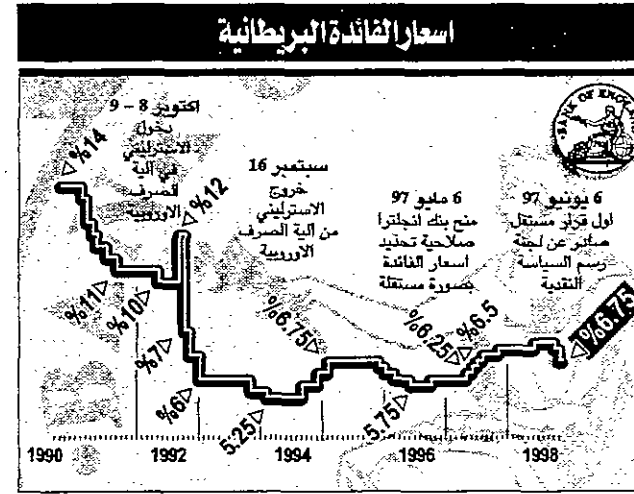 اسعار الفائدة البريطانية
BANK OF ENGLAND
اكتوبر 8 – 9
دخول
الاسترليني
في آلية
الصرف
الاوروبية
سبتمبر 16
خروج
الاسترليني
من آلية الصرف
الاوروبية
6 مايو 97
منح بنك انجلترا
صلاحية تحديد
اسعار الفائدة
بصورة مستقلة
6 يونيو 97
اول قرار مستقل
صادر عن لجنة
رسم السياسة
النقدية
%14
%12
%11
%10
%7
%6
5.25
%6.75
5.75
%6.25
%6.5
%6.75
1990
1992
1994
1996
1998